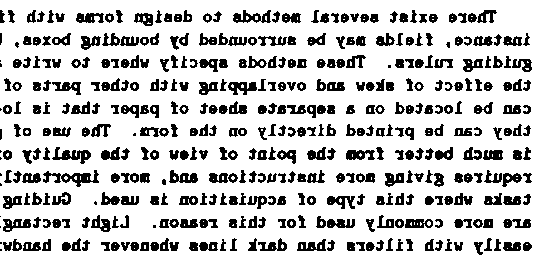 There exist several methods to design forms with fi
instance, fields may be surrounded by bounding boxes,
guiding rulers. These methods specify where to write
the effect of skew and overlapping with other parts of
can be located on a separate sheet of paper that is lo
they can be printed directly on the form. The use of
is much better from the point of view of the quality o
requires giving more instructions and, more importantly
tasks where this type of acquisition is used. Guiding
are more commonly used for this reason. Light rectang
easily with filters than dark lines whenever the handw